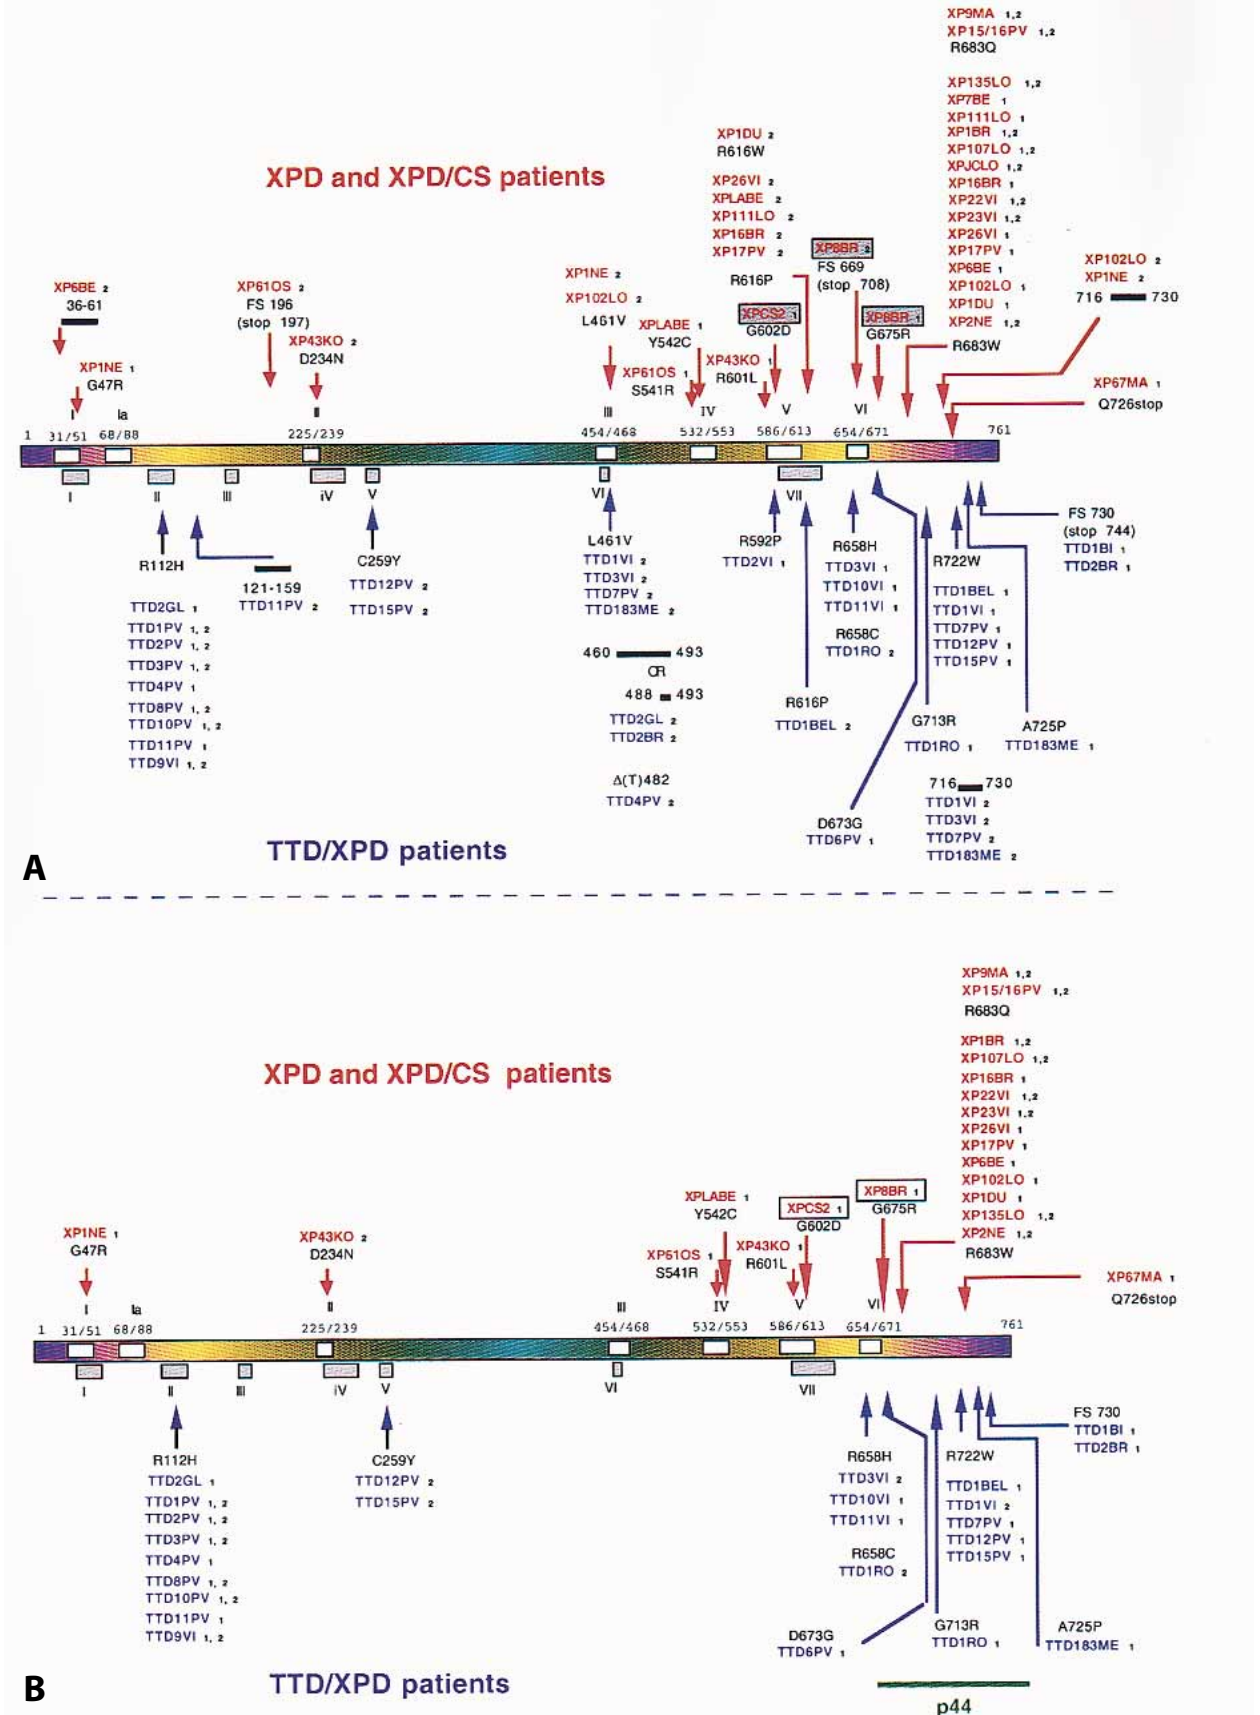 XP9MA 1,2
XP15/16PV 1,2
R683Q
XP135LO 1,2
XP7BE 1
XP111LO 1
XP1BR 1,2
XP107LO 1,2
XPJCLO 1,2
XP16BR 1
XP22VI 1,2
XP23VI 1,2
XP26VI 1
XP17PV 1
XP6BE 1
XP102LO 1
XP1DU 1
XP2NE 1,2
R683W
XPD and XPD/CS patients
XP1DU 2
R616W
XP26VI 2
XPLABE 2
XP111LO 2
XP16BR 2
XP17PV 2
R616P
XP8BR 2
FS 669
(stop 708)
XP102LO 2
XP1NE 2
716 730
XP6BE 2
36-61
XP61OS 2
FS 196
(stop 197)
XP1NE 2
XP102LO 2
L461V
XPCS2 1
G602D
XP8BR 1
G675R
XPLABE 1
Y542C
XP43KO 2
D234N
XP1NE 1
G47R
XP61OS 1
S541R
XP43KO 1
R601L
XP67MA 1
Q726stop
I Ia II III IV V VI
1 31/51 68/88 225/239 454/468 532/553 586/613 654/671 761
I II III iV V VI VII
R112H
TTD2GL 1
TTD1PV 1, 2
TTD2PV 1, 2
TTD3PV 1, 2
TTD4PV 1
TTD8PV 1, 2
TTD10PV 1, 2
TTD11PV 1
TTD9VI 1, 2
121-159
TTD11PV 2
C259Y
TTD12PV 2
TTD15PV 2
L461V
TTD1VI 2
TTD3VI 2
TTD7PV 2
TTD183ME 2
460 493
OR
488 493
TTD2GL 2
TTD2BR 2
Δ(T)482
TTD4PV 2
R592P
TTD2VI 1
R616P
TTD1BEL 2
R658H
TTD3VI 1
TTD10VI 1
TTD11VI 1
R658C
TTD1RO 2
D673G
TTD6PV 1
R722W
TTD1BEL 1
TTD1VI 1
TTD7PV 1
TTD12PV 1
TTD15PV 1
G713R
TTD1RO 1
716 730
TTD1VI 2
TTD3VI 2
TTD7PV 2
TTD183ME 2
FS 730
(stop 744)
TTD1BI 1
TTD2BR 1
A725P
TTD183ME 1
TTD/XPD patients
A
XP9MA 1,2
XP15/16PV 1,2
R683Q
XP1BR 1,2
XP107LO 1,2
XP16BR 1
XP22VI 1,2
XP23VI 1,2
XP26VI 1
XP17PV 1
XP6BE 1
XP102LO 1
XP1DU 1
XP135LO 1,2
XP2NE 1,2
R683W
XPD and XPD/CS patients
XP1NE 1
G47R
XP43KO 2
D234N
XPLABE 1
Y542C
XP61OS 1
S541R
XPCS2 1
G602D
XP43KO 1
R601L
XP8BR 1
G675R
XP67MA 1
Q726stop
I Ia II III IV V VI
1 31/51 68/88 225/239 454/468 532/553 586/613 654/671 761
I II III iV V VI VII
R112H
TTD2GL 1
TTD1PV 1, 2
TTD2PV 1, 2
TTD3PV 1, 2
TTD4PV 1
TTD8PV 1, 2
TTD10PV 1, 2
TTD11PV 1
TTD9VI 1, 2
C259Y
TTD12PV 2
TTD15PV 2
R658H
TTD3VI 2
TTD10VI 1
TTD11VI 1
R658C
TTD1RO 2
D673G
TTD6PV 1
R722W
TTD1BEL 1
TTD1VI 2
TTD7PV 1
TTD12PV 1
TTD15PV 1
G713R
TTD1RO 1
FS 730
TTD1BI 1
TTD2BR 1
A725P
TTD183ME 1
TTD/XPD patients
p44
B